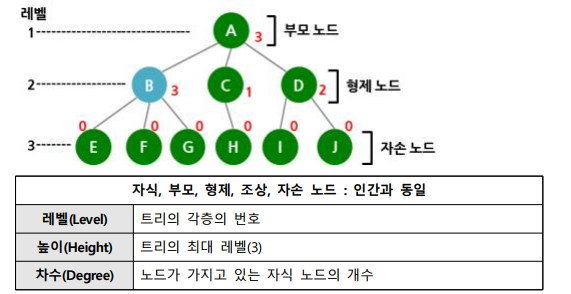 레벨
1 A 3 부모 노드
2 B 3 C 1 D 2 형제 노드
0 0 0 0 0 0
3 E F G H I J 자손 노드
자식, 부모, 형제, 조상, 자손 노드 : 인간과 동일
레벨(Level) 트리의 각층의 번호
높이(Height) 트리의 최대 레벨(3)
차수(Degree) 노드가 가지고 있는 자식 노드의 개수